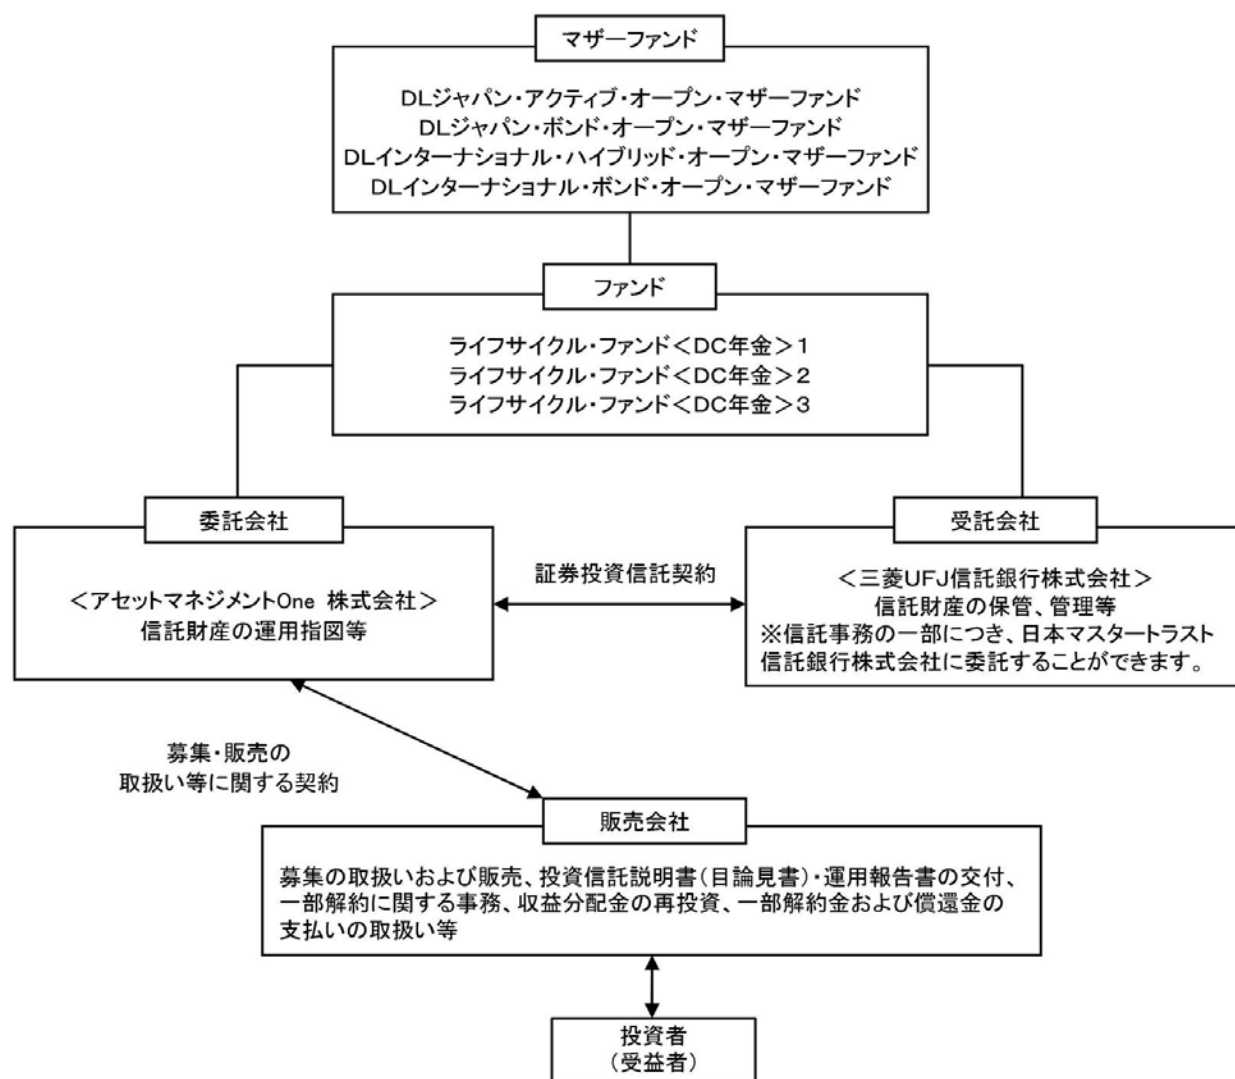 マザーファンド
DLジャパン・アクティブ・オープン・マザーファンド
DLジャパン・ボンド・オープン・マザーファンド
DLインターナショナル・ハイブリッド・オープン・マザーファンド
DLインターナショナル・ボンド・オープン・マザーファンド
ファンド
ライフサイクル・ファンド＜DC年金＞1
ライフサイクル・ファンド＜DC年金＞2
ライフサイクル・ファンド＜DC年金＞3
委託会社
＜アセットマネジメントOne 株式会社＞
信託財産の運用指図等
証券投資信託契約
受託会社
＜三菱UFJ信託銀行株式会社＞
信託財産の保管、管理等
※信託事務の一部につき、日本マスタートラスト
信託銀行株式会社に委託することができます。
募集・販売の
取扱い等に関する契約
販売会社
募集の取扱いおよび販売、投資信託説明書（目論見書）・運用報告書の交付、
一部解約に関する事務、収益分配金の再投資、一部解約金および償還金の
支払いの取扱い等
投資者
（受益者）